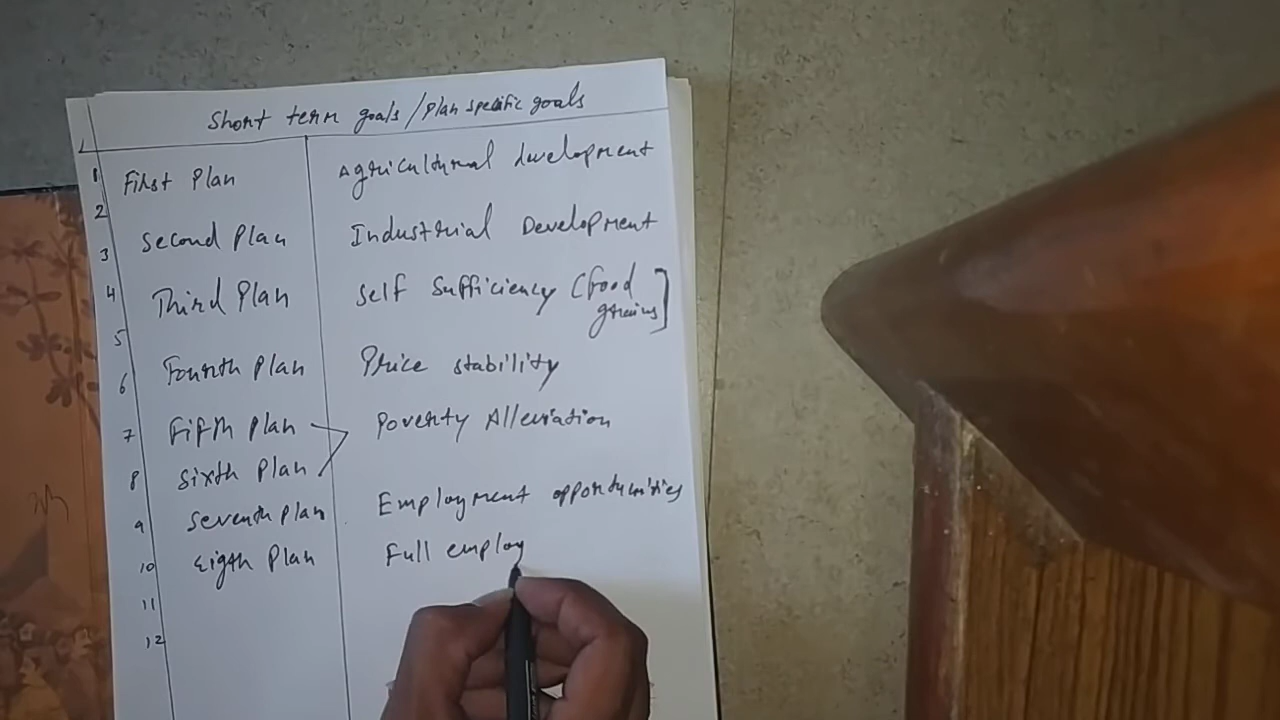 Short term goals/Plan specific goals
1 First Plan Agricultural development
2
3 Second Plan Industrial Development
4 Third Plan Self Sufficiency (food grains]
5
6 Fourth Plan Price stability
7 Fifth Plan Poverty Alleviation
8 Sixth Plan
9 Seventh Plan Employment opportunities
10 Eigth Plan Full employ
11
12